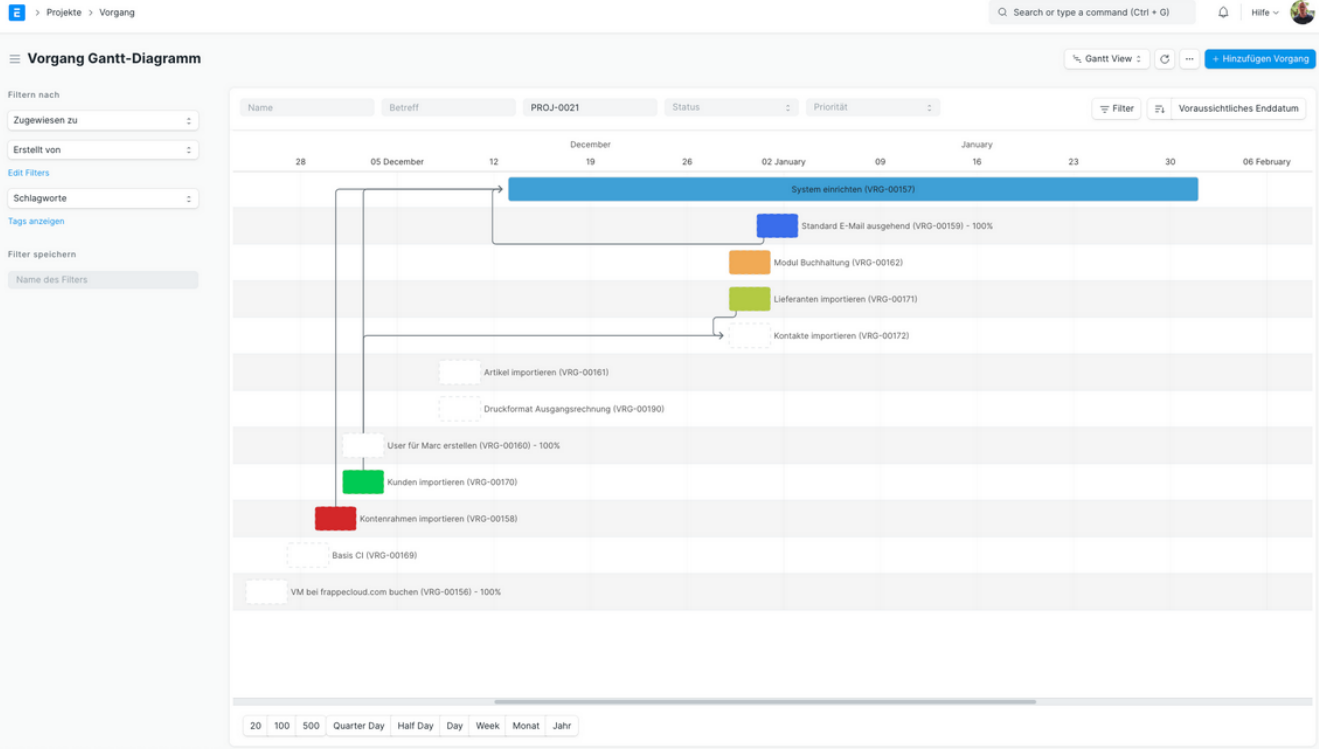 E > Projekte > Vorgang
Search or type a command (Ctrl + G)
Hilfe
Vorgang Gantt-Diagramm
Gantt View
+ Hinzufügen Vorgang
Filtern nach
Zugewiesen zu
Erstellt von
Edit Filters
Schlagworte
Tags anzeigen
Filter speichern
Name des Filters
Name
Betreff
PROJ-0021
Status
Priorität
Filter
Voraussichtliches Enddatum
December January
28 05 December 12 19 26 02 January 09 16 23 30 06 February
System einrichten (VRG-00157)
Standard E-Mail ausgehend (VRG-00159) - 100%
Modul Buchhaltung (VRG-00162)
Lieferanten importieren (VRG-00171)
Kontakte importieren (VRG-00172)
Artikel importieren (VRG-00161)
Druckformat Ausgangsrechnung (VRG-00190)
User für Marc erstellen (VRG-00160) - 100%
Kunden importieren (VRG-00170)
Kontenrahmen importieren (VRG-00158)
Basis CI (VRG-00169)
VM bei frappecloud.com buchen (VRG-00156) - 100%
20 100 500 Quarter Day Half Day Day Week Monat Jahr